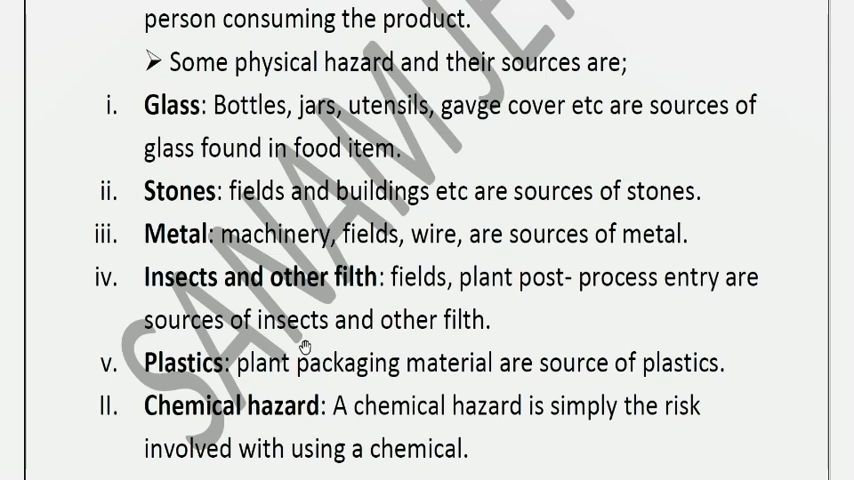 person consuming the product.
➢ Some physical hazard and their sources are;
i. Glass: Bottles, jars, utensils, gavge cover etc are sources of
glass found in food item.
ii. Stones: fields and buildings etc are sources of stones.
iii. Metal: machinery, fields, wire, are sources of metal.
iv. Insects and other filth: fields, plant post- process entry are
sources of insects and other filth.
v. Plastics: plant packaging material are source of plastics.
II. Chemical hazard: A chemical hazard is simply the risk
involved with using a chemical.
SANAM